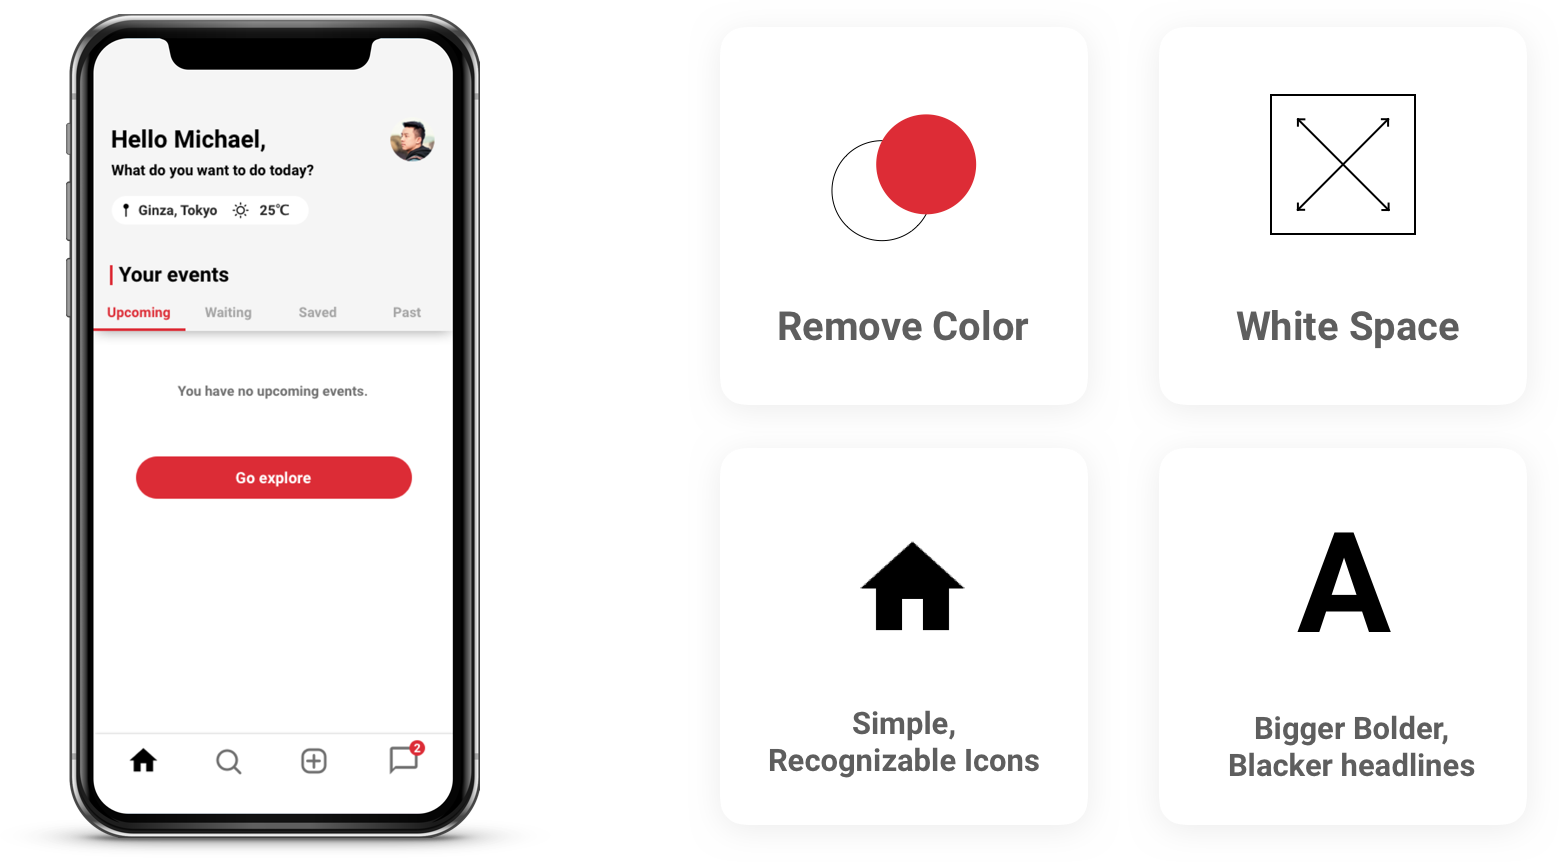 Hello Michael,
What do you want to do today?
Ginza, Tokyo 25℃
Your events
Upcoming Waiting Saved Past
You have no upcoming events.
Go explore
2
Remove Color
White Space
Simple,
Recognizable Icons
A
Bigger Bolder,
Blacker headlines